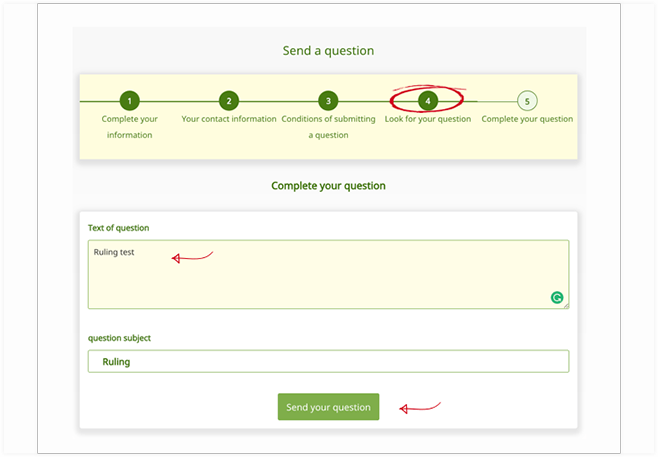 Send a question
1 2 3 4 5
Complete your information
Your contact information
Conditions of submitting a question
Look for your question
Complete your question
Complete your question
Text of question
Ruling test
question subject
Ruling
Send your question